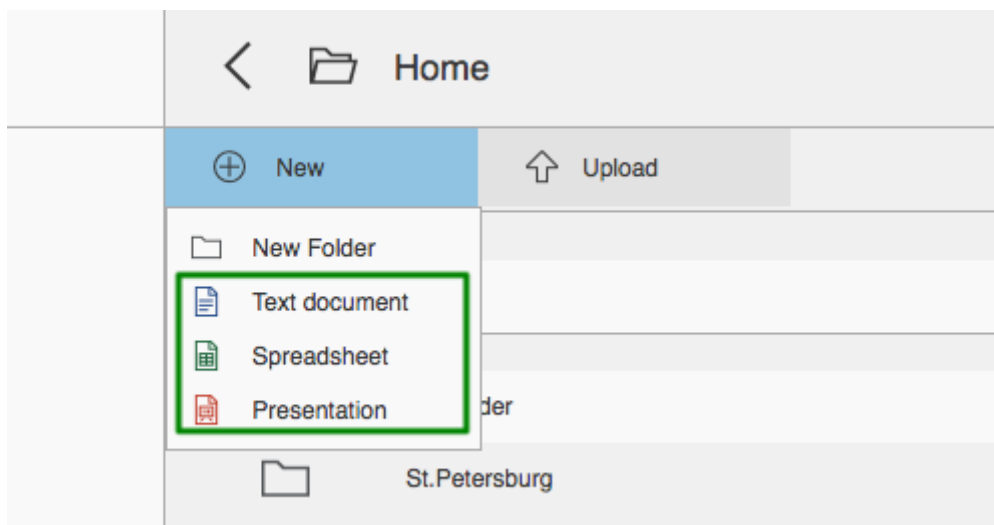 Home
New
Upload
New Folder
Text document
Spreadsheet
Presentation
der
St.Petersburg